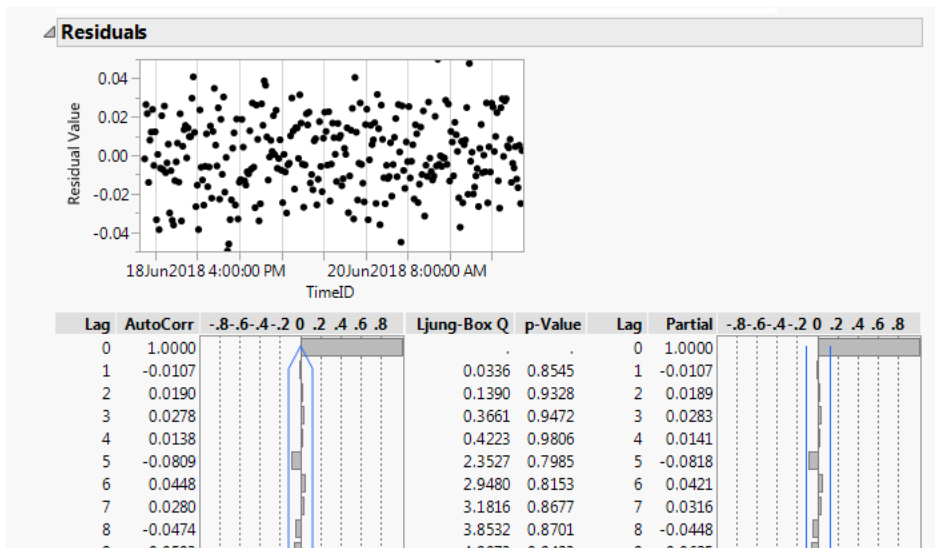 Residuals
0.04
0.02
0.00
-0.02
-0.04
Residual Value
18Jun2018 4:00:00 PM 20Jun2018 8:00:00 AM
TimeID
Lag AutoCorr -.8-.6-.4-.2 0 .2 .4 .6 .8 Ljung-Box Q p-Value Lag Partial -.8-.6-.4-.2 0 .2 .4 .6 .8
0 1.0000 . . 0 1.0000
1 -0.0107 0.0336 0.8545 1 -0.0107
2 0.0190 0.1390 0.9328 2 0.0189
3 0.0278 0.3661 0.9472 3 0.0283
4 0.0138 0.4223 0.9806 4 0.0141
5 -0.0809 2.3527 0.7985 5 -0.0818
6 0.0448 2.9480 0.8153 6 0.0421
7 0.0280 3.1816 0.8677 7 0.0316
8 -0.0474 3.8532 0.8701 8 -0.0448